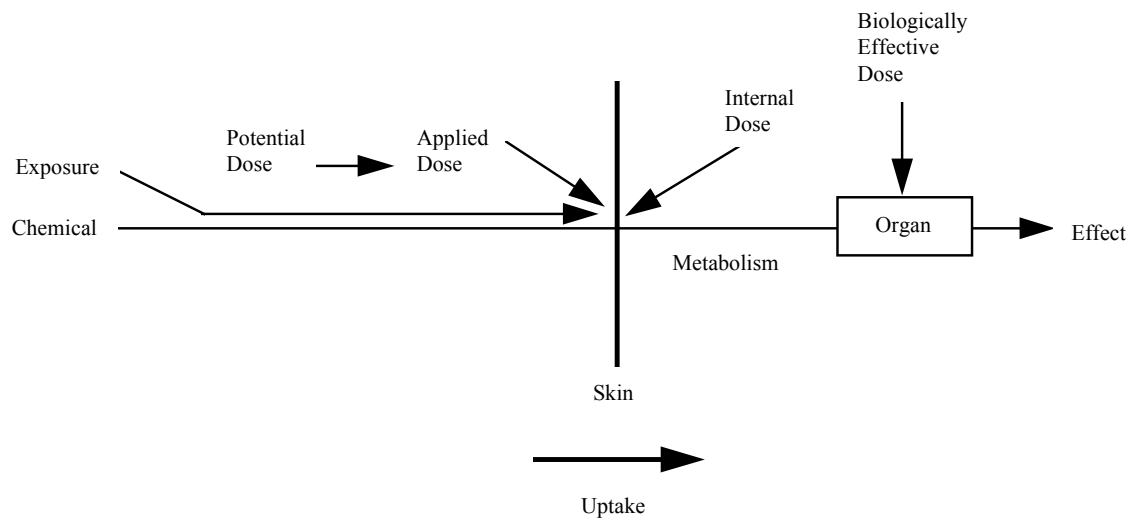 Biologically
Effective
Dose
Internal
Dose
Potential
Dose
Applied
Dose
Exposure
Chemical
Organ
Effect
Metabolism
Skin
Uptake